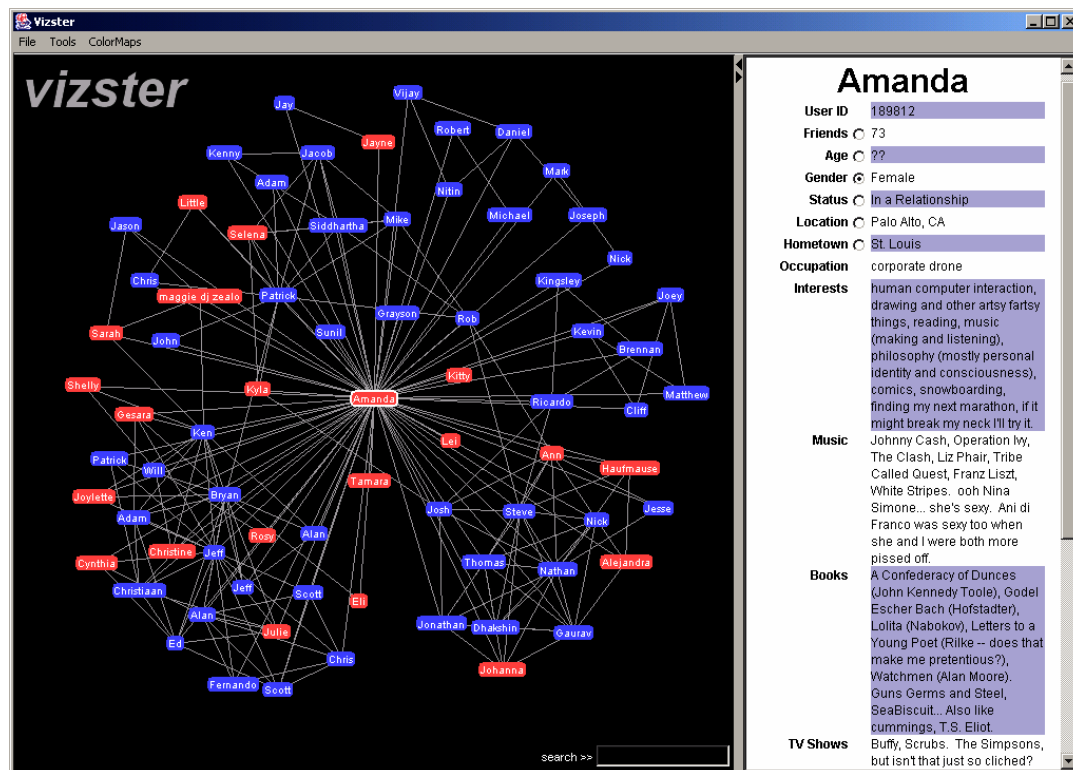 Vizster
File Tools ColorMaps
vizster
Jay
Vijay
Robert
Daniel
Jayne
Kenny
Jacob
Mark
Adam
Nitin
Little
Michael
Joseph
Mike
Siddhartha
Jason
Selena
Nick
Chris
Kingsley
maggie dj zealo
Patrick
Joey
Grayson
Rob
Sarah
Sunil
Kevin
John
Brennan
Kitty
Shelly
Kyla
Amanda
Matthew
Ricardo
Cliff
Gesara
Ken
Lei
Ann
Patrick
Will
Haufmause
Tamara
Joylette
Bryan
Josh
Steve
Jesse
Adam
Nick
Rosy
Alan
Christine
Jeff
Cynthia
Thomas
Nathan
Alejandra
Christiaan
Jeff
Scott
Eli
Alan
Jonathan
Dhakshin
Gaurav
Julie
Ed
Chris
Johanna
Fernando
Scott
search >>
Amanda
User ID 189812
Friends 73
Age ??
Gender Female
Status In a Relationship
Location Palo Alto, CA
Hometown St. Louis
Occupation corporate drone
Interests human computer interaction,
drawing and other artsy fartsy
things, reading, music
(making and listening),
philosophy (mostly personal
identity and consciousness),
comics, snowboarding,
finding my next marathon, if it
might break my neck I'll try it.
Music Johnny Cash, Operation Ivy,
The Clash, Liz Phair, Tribe
Called Quest, Franz Liszt,
White Stripes. ooh Nina
Simone... she's sexy. Ani di
Franco was sexy too when
she and I were both more
pissed off.
Books A Confederacy of Dunces
(John Kennedy Toole), Godel
Escher Bach (Hofstadter),
Lolita (Nabokov), Letters to a
Young Poet (Rilke -- does that
make me pretentious?),
Watchmen (Alan Moore).
Guns Germs and Steel,
SeaBiscuit... Also like
cummings, T.S. Eliot.
TV Shows Buffy, Scrubs. The Simpsons,
but isn't that just so cliched?